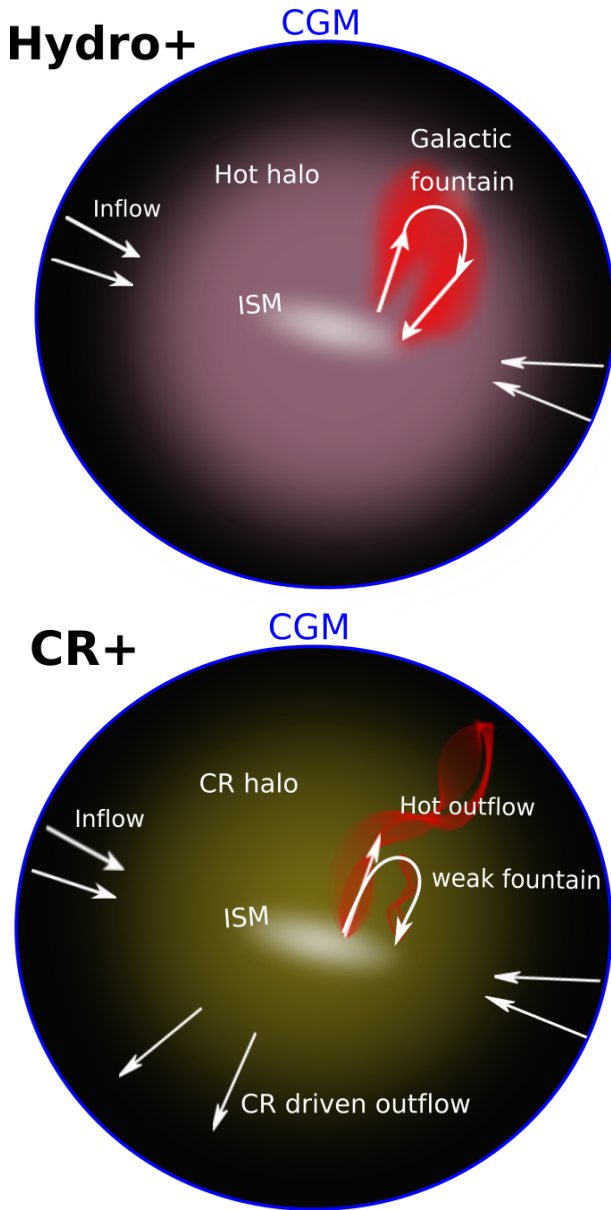 Hydro+
CGM
Galactic
fountain
Hot halo
Inflow
ISM
CGM
CR+
CR halo
Hot outflow
Inflow
weak fountain
ISM
CR driven outflow